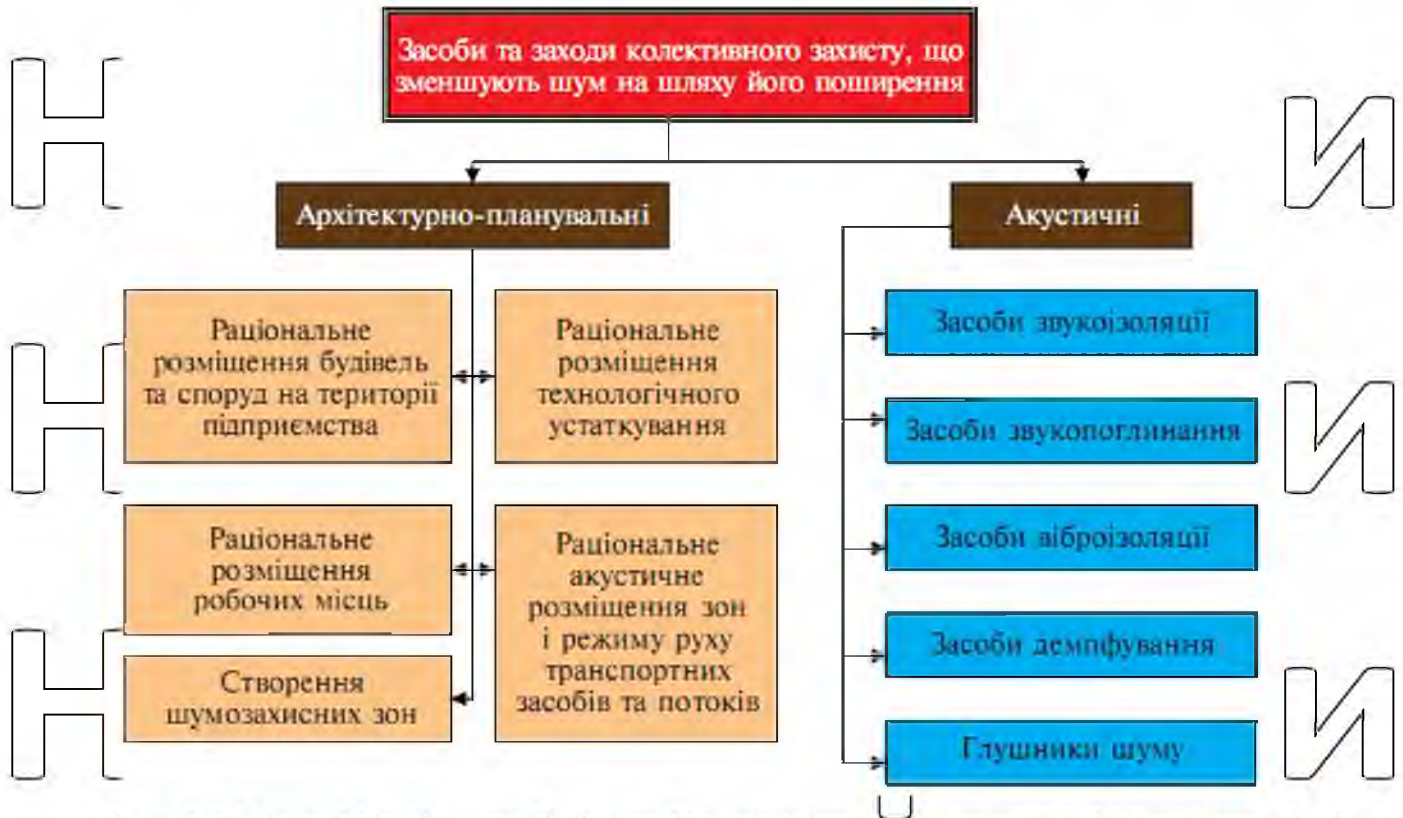 Засоби та заходи колективного захисту, що
зменшують шум на шляху його поширення
Архітектурно-планувальні
Акустичні
Раціональне
розміщення будівель
та споруд на території
підприємства
Раціональне
розміщення
технологічного
устаткування
Раціональне
розміщення
робочих місць
Раціональне
акустичне
розміщення зон
і режиму руху
транспортних
засобів та потоків
Створення
шумозахисних зон
Засоби звукоізоляції
Засоби звукопоглинання
Засоби віброізоляції
Засоби демпфування
Глушники шуму
Н
Н
Н
И
И
И